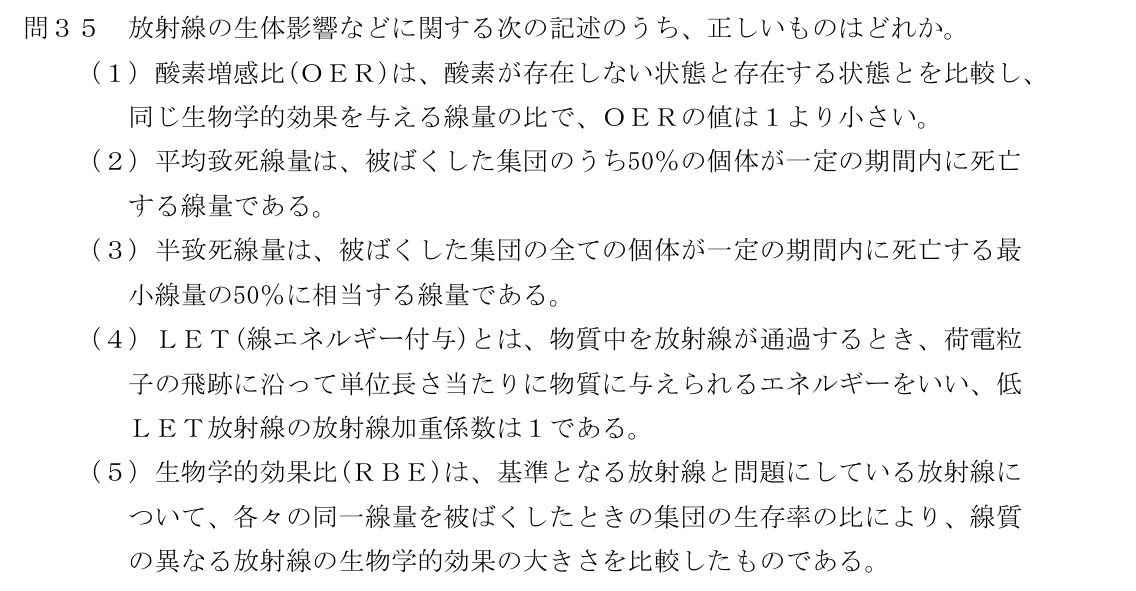 問３５　放射線の生体影響などに関する次の記述のうち、正しいものはどれか。
（１）酸素増感比(ＯＥＲ)は、酸素が存在しない状態と存在する状態とを比較し、
同じ生物学的効果を与える線量の比で、ＯＥＲの値は１より小さい。
（２）平均致死線量は、被ばくした集団のうち50％の個体が一定の期間内に死亡
する線量である。
（３）半致死線量は、被ばくした集団の全ての個体が一定の期間内に死亡する最
小線量の50％に相当する線量である。
（４）ＬＥＴ(線エネルギー付与)とは、物質中を放射線が通過するとき、荷電粒
子の飛跡に沿って単位長さ当たりに物質に与えられるエネルギーをいい、低
ＬＥＴ放射線の放射線加重係数は１である。
（５）生物学的効果比(ＲＢＥ)は、基準となる放射線と問題にしている放射線に
ついて、各々の同一線量を被ばくしたときの集団の生存率の比により、線質
の異なる放射線の生物学的効果の大きさを比較したものである。